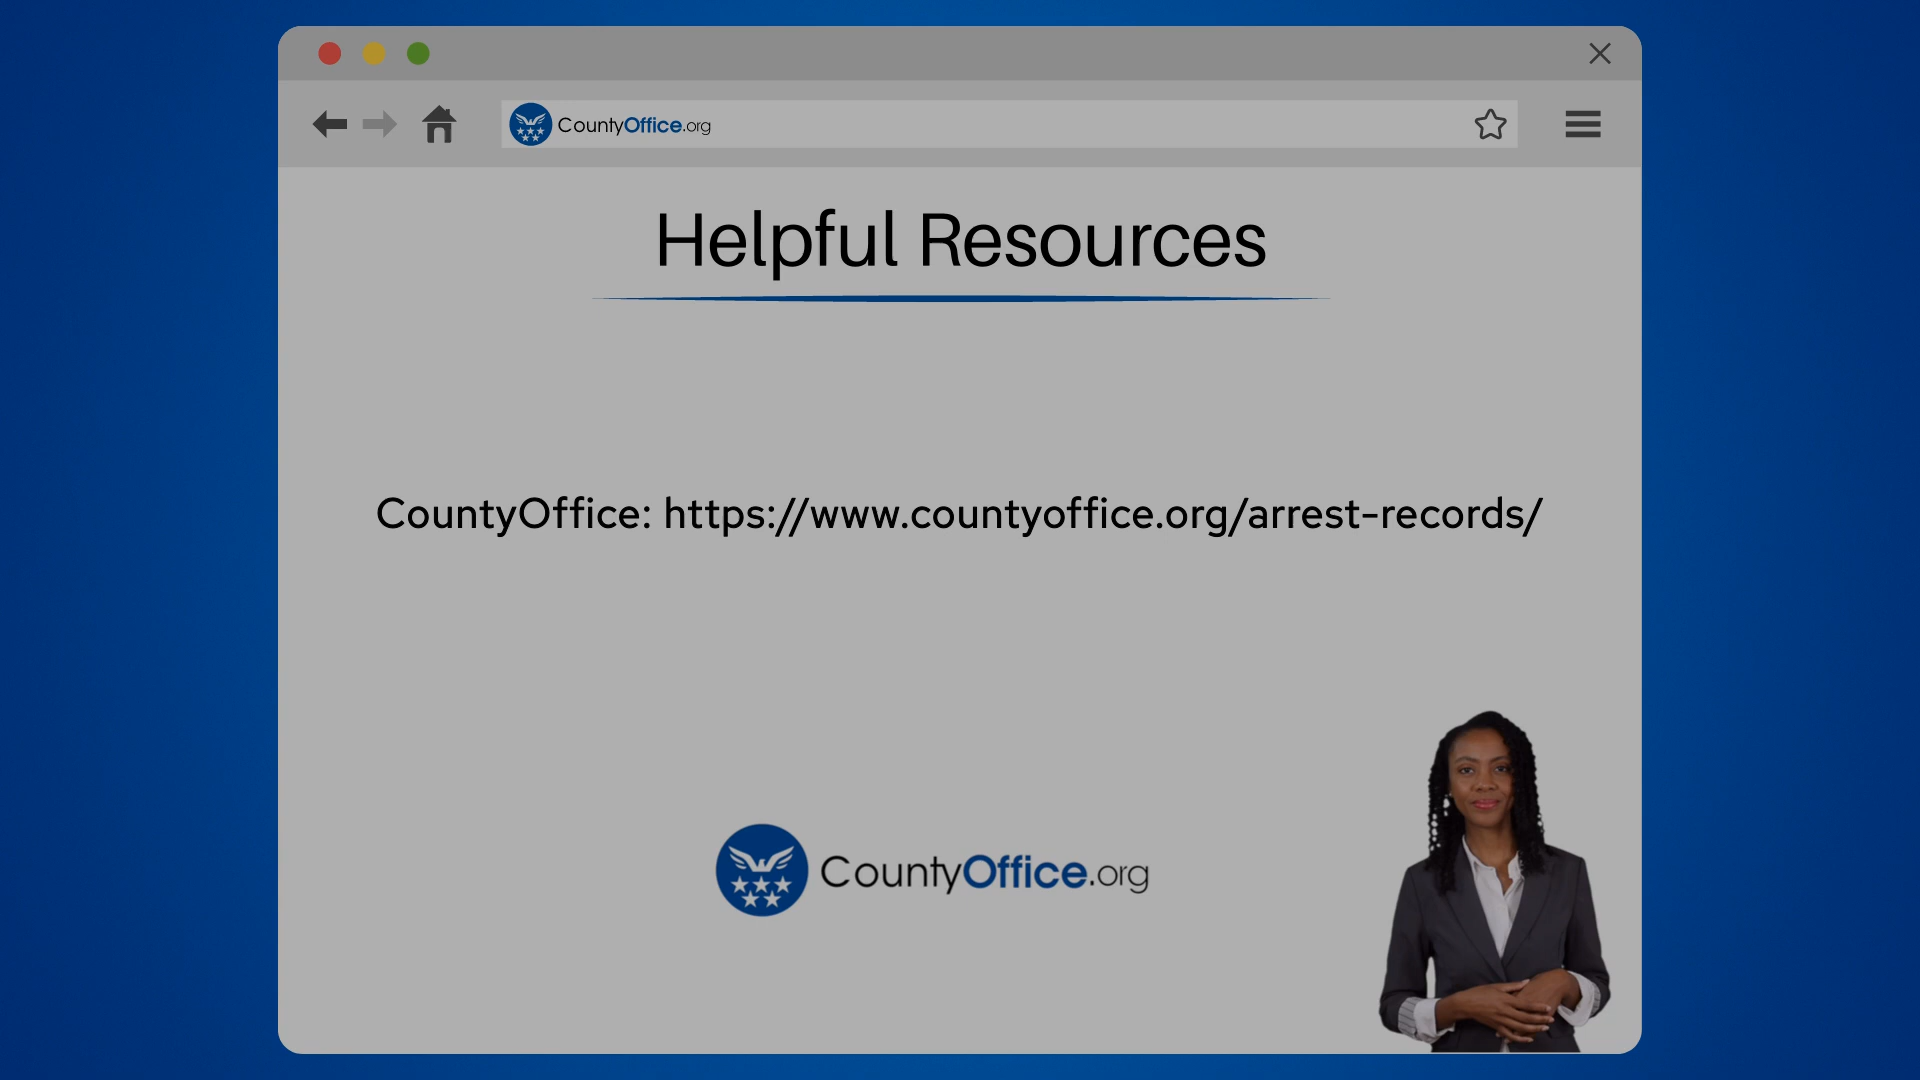 CountyOffice.org
Helpful Resources
CountyOffice: https://www.countyoffice.org/arrest-records/
CountyOffice.org